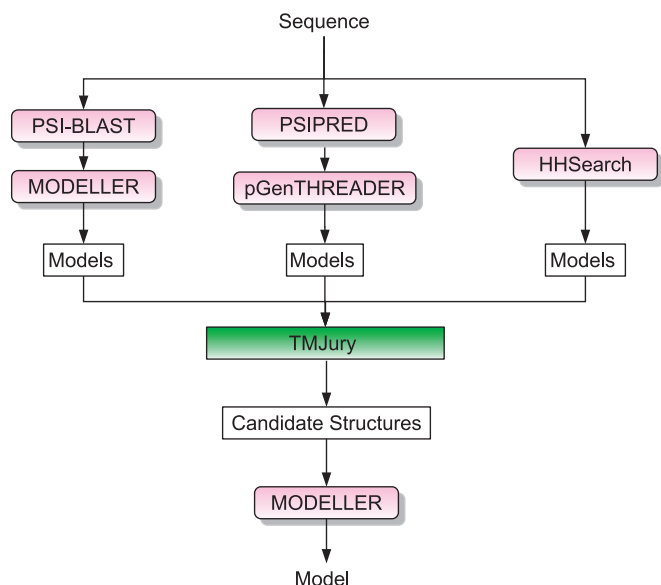 Sequence
PSI-BLAST
PSIPRED
HHSearch
MODELLER
pGenTHREADER
Models
Models
Models
TMJury
Candidate Structures
MODELLER
Model